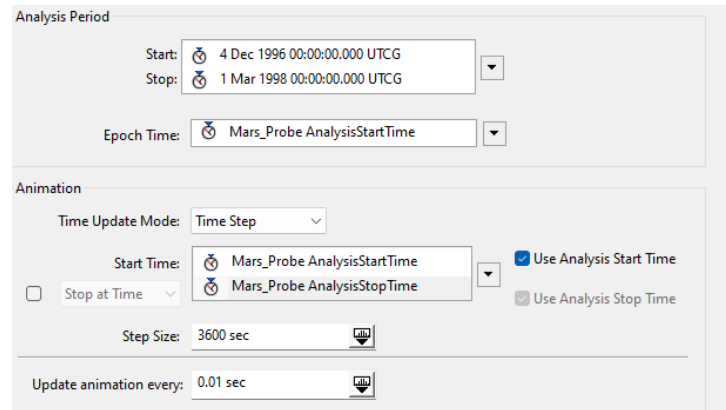 Analysis Period
Start: 4 Dec 1996 00:00:00.000 UTCG
Stop: 1 Mar 1998 00:00:00.000 UTCG
Epoch Time: Mars_Probe AnalysisStartTime
Animation
Time Update Mode: Time Step
Start Time: Mars_Probe AnalysisStartTime
Use Analysis Start Time
Stop at Time Mars_Probe AnalysisStopTime
Use Analysis Stop Time
Step Size: 3600 sec
Update animation every: 0.01 sec